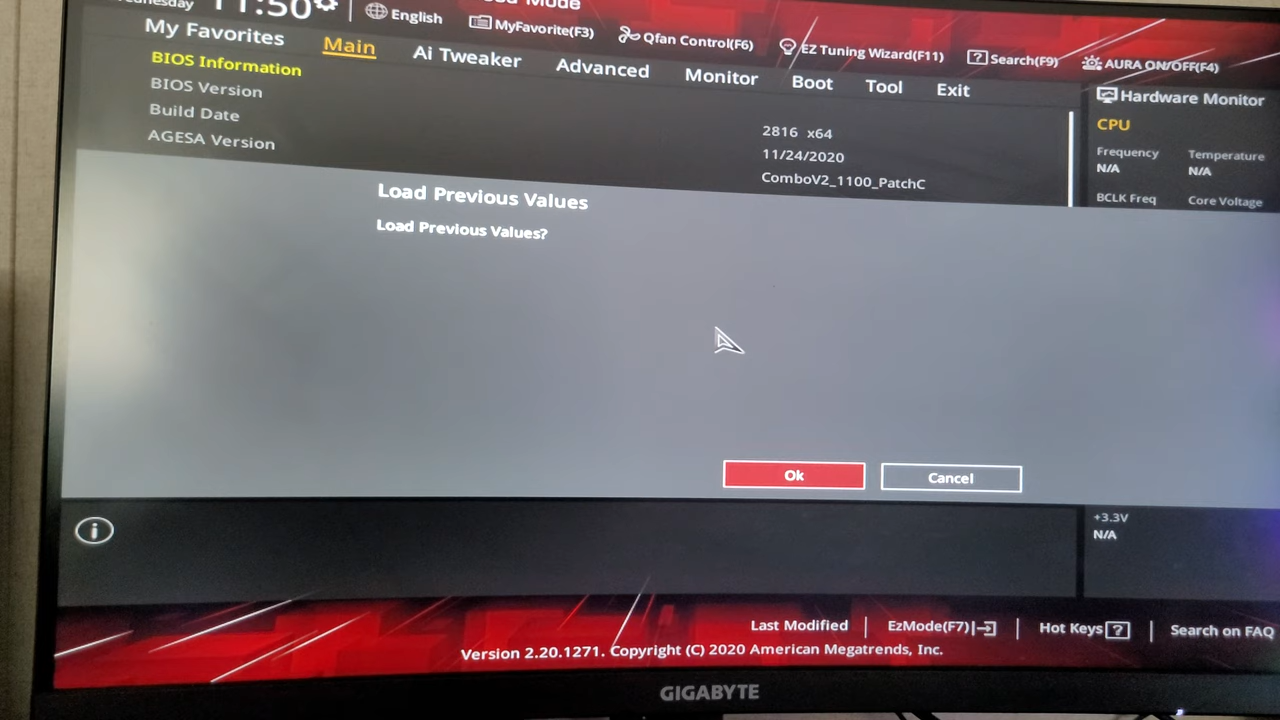 11:50
English
MyFavorite(F3)
Qfan Control(F6)
EZ Tuning Wizard(F11)
Search(F9)
AURA ON/OFF(F4)
My Favorites
Main
Ai Tweaker
Advanced
Monitor
Boot
Tool
Exit
BIOS Information
BIOS Version
2816 x64
Build Date
11/24/2020
AGESA Version
ComboV2_1100_PatchC
Hardware Monitor
CPU
Frequency Temperature
N/A N/A
BCLK Freq Core Voltage
Load Previous Values
Load Previous Values?
Ok
Cancel
+3.3V
N/A
Last Modified
EzMode(F7)
Hot Keys ?
Search on FAQ
Version 2.20.1271. Copyright (C) 2020 American Megatrends, Inc.
GIGABYTE